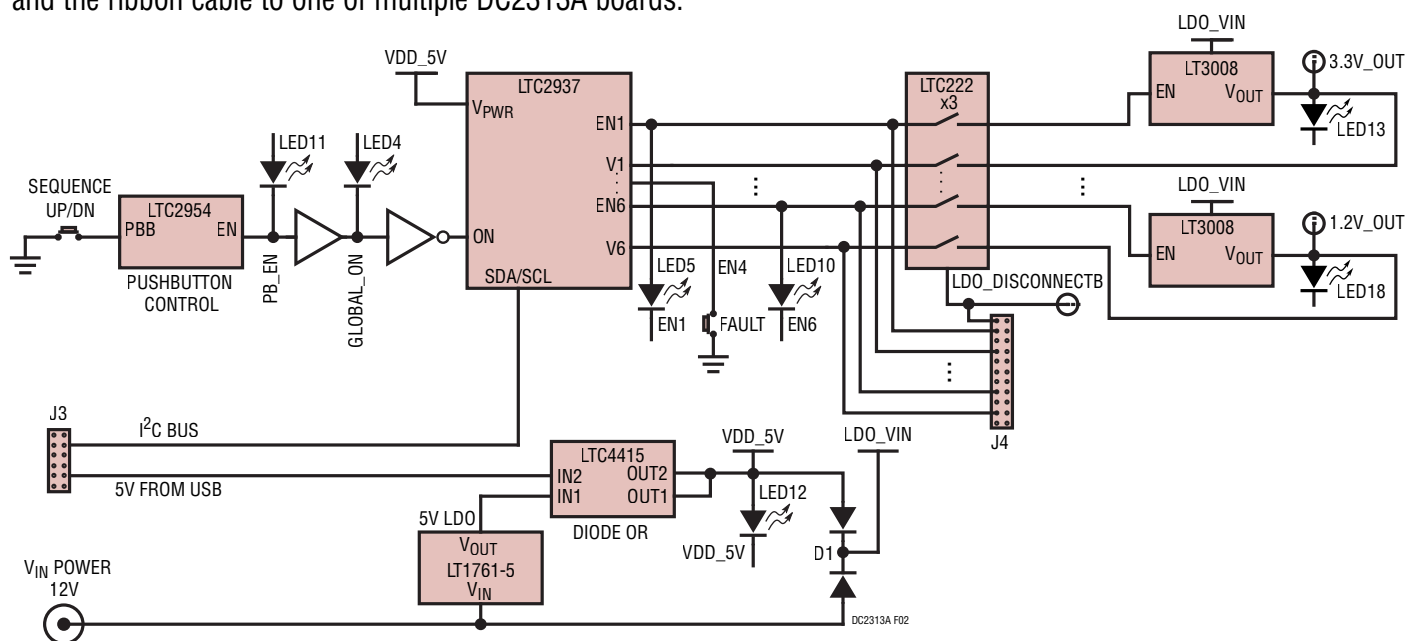 and the ribbon cable to one or multiple DC2313A boards.
LDO_VIN
VDD_5V
LTC2937
LTC222
x3
LT3008
3.3V_OUT
VPWR
EN
VOUT
LED13
LED11
LED4
EN1
V1
SEQUENCE
UP/DN
LTC2954
PBB
EN
PUSHBUTTON
CONTROL
PB_EN
GLOBAL_ON
ON
SDA/SCL
EN6
V6
LDO_VIN
LT3008
1.2V_OUT
EN
VOUT
LED18
LED5
EN4
LED10
LDO_DISCONNECTB
EN1
FAULT
EN6
J4
J3
I2C BUS
5V FROM USB
LTC4415
IN2
OUT2
IN1
OUT1
DIODE OR
VDD_5V
LDO_VIN
LED12
VDD_5V
D1
5V LDO
VOUT
LT1761-5
VIN
VIN POWER
12V
DC2313A F02